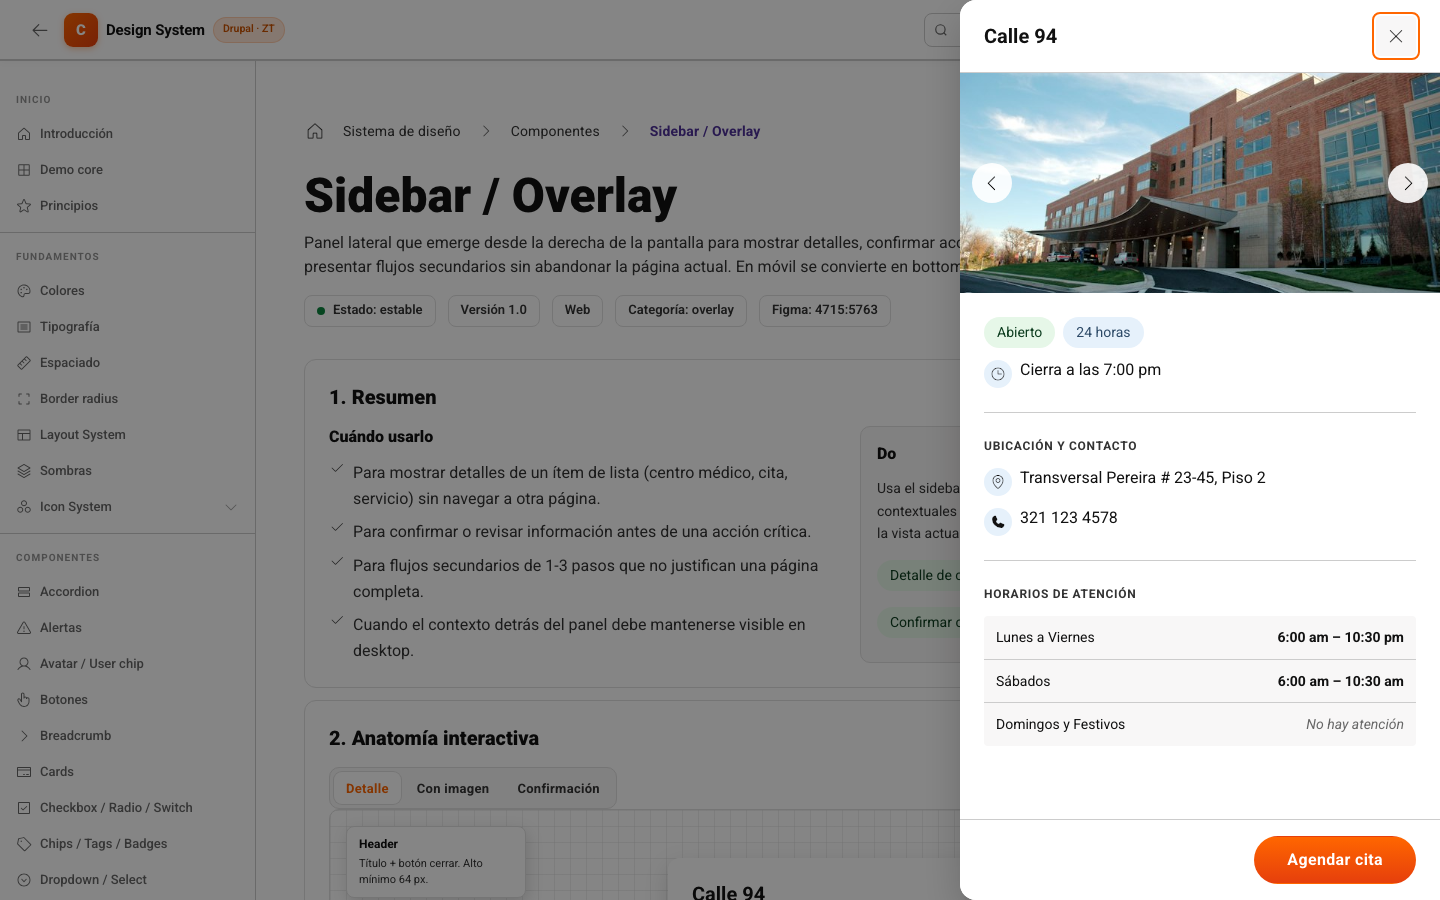 C
Design System
Drupal · ZT
INICIO
Introducción
Demo core
Principios
FUNDAMENTOS
Colores
Tipografía
Espaciado
Border radius
Layout System
Sombras
Icon System
COMPONENTES
Accordion
Alertas
Avatar / User chip
Botones
Breadcrumb
Cards
Checkbox / Radio / Switch
Chips / Tags / Badges
Dropdown / Select
Sistema de diseño
Componentes
Sidebar / Overlay
Sidebar / Overlay
Panel lateral que emerge desde la derecha de la pantalla para mostrar detalles, confirmar
presentar flujos secundarios sin abandonar la página actual. En móvil se convierte en
Estado: estable
Versión 1.0
Web
Categoría: overlay
Figma: 4715:5763
1. Resumen
Cuándo usarlo
Para mostrar detalles de un ítem de lista (centro médico, cita,
servicio) sin navegar a otra página.
Para confirmar o revisar información antes de una acción crítica.
Para flujos secundarios de 1-3 pasos que no justifican una página
completa.
Cuando el contexto detrás del panel debe mantenerse visible en
desktop.
Do
Usa el
contextuales
la vista
Detalle de
Confirmar
2. Anatomía interactiva
Detalle
Con imagen
Confirmación
Header
Título + botón cerrar. Alto
mínimo 64 px.
Calle 94
Calle 94
Abierto
24 horas
Cierra a las 7:00 pm
UBICACIÓN Y CONTACTO
Transversal Pereira # 23-45, Piso 2
321 123 4578
HORARIOS DE ATENCIÓN
Lunes a Viernes 6:00 am – 10:30 pm
Sábados 6:00 am – 10:30 am
Domingos y Festivos No hay atención
Agendar cita